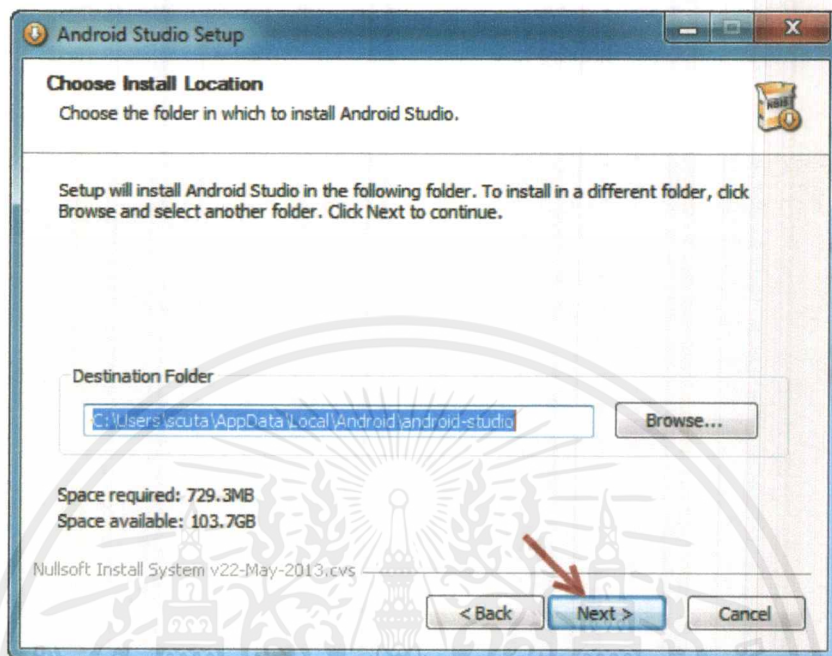 Android Studio Setup
Choose Install Location
Choose the folder in which to install Android Studio.
NSIS
Setup will install Android Studio in the following folder. To install in a different folder, click
Browse and select another folder. Click Next to continue.
Destination Folder
C:\Users\scuta\AppData\Local\Android\android-studio
Browse...
Space required: 729.3MB
Space available: 103.7GB
Nullsoft Install System v22-May-2013.cvs
< Back
Next >
Cancel